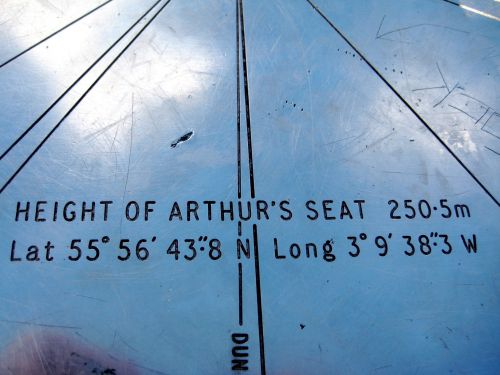 HEIGHT OF ARTHUR'S SEAT 250·5m
Lat 55° 56′ 43·″8 N Long 3° 9′ 38·″3 W
DUN